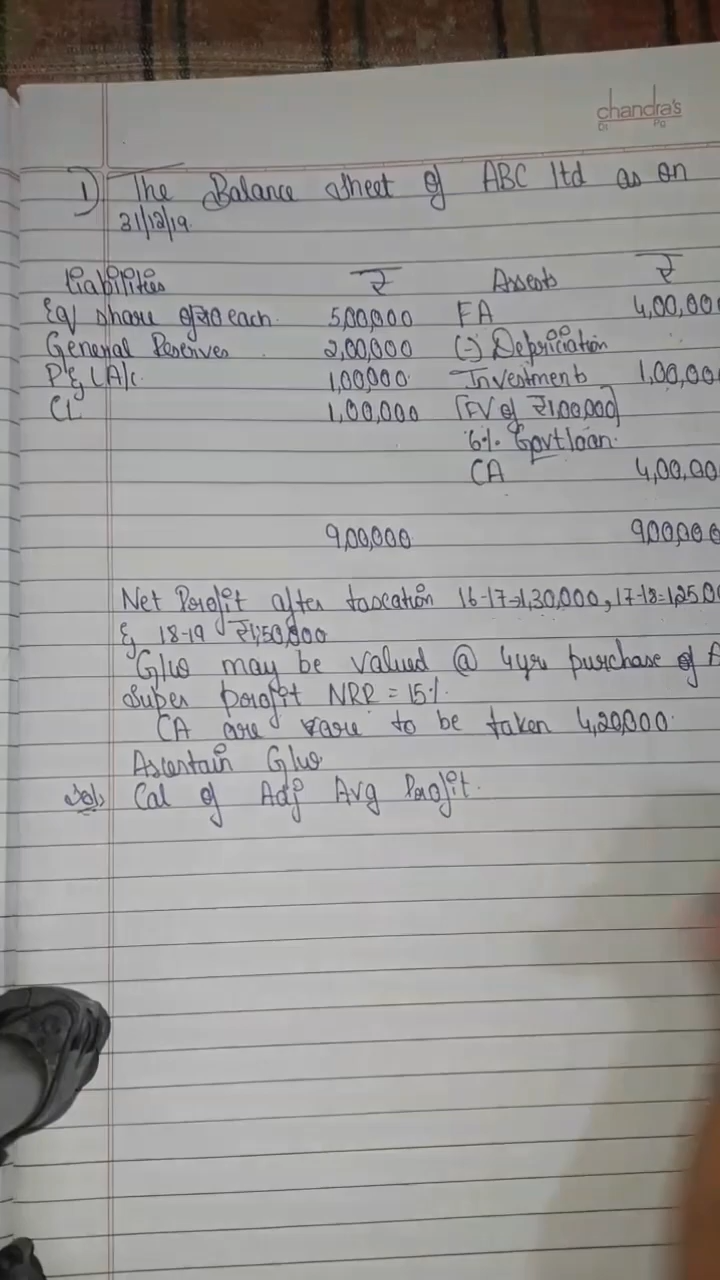 chandra's
Dt Pg
1) The Balance Sheet of ABC ltd as on
31/12/19.
Liabilities ₹ Assets ₹
Eq share of each. 5,00,000 FA 4,00,00
General Reserves 2,00,000 (-) Depriciation
P & L A/c. 1,00,000 Investment 1,00,00
CL 1,00,000 [FV of ₹1,00,000]
6% Govt loan.
CA 4,00,00
9,00,000 9,00,00
Net Profit after taxation 16-17=1,30,000, 17-18=1,25,0
& 18-19 ₹1,50,000
G/w may be valued @ 4yrs purchase of
Super profit NRR = 15%.
CA are to be taken 4,20,000.
Ascertain G/w
Sol) Cal of Adj Avg Profit.